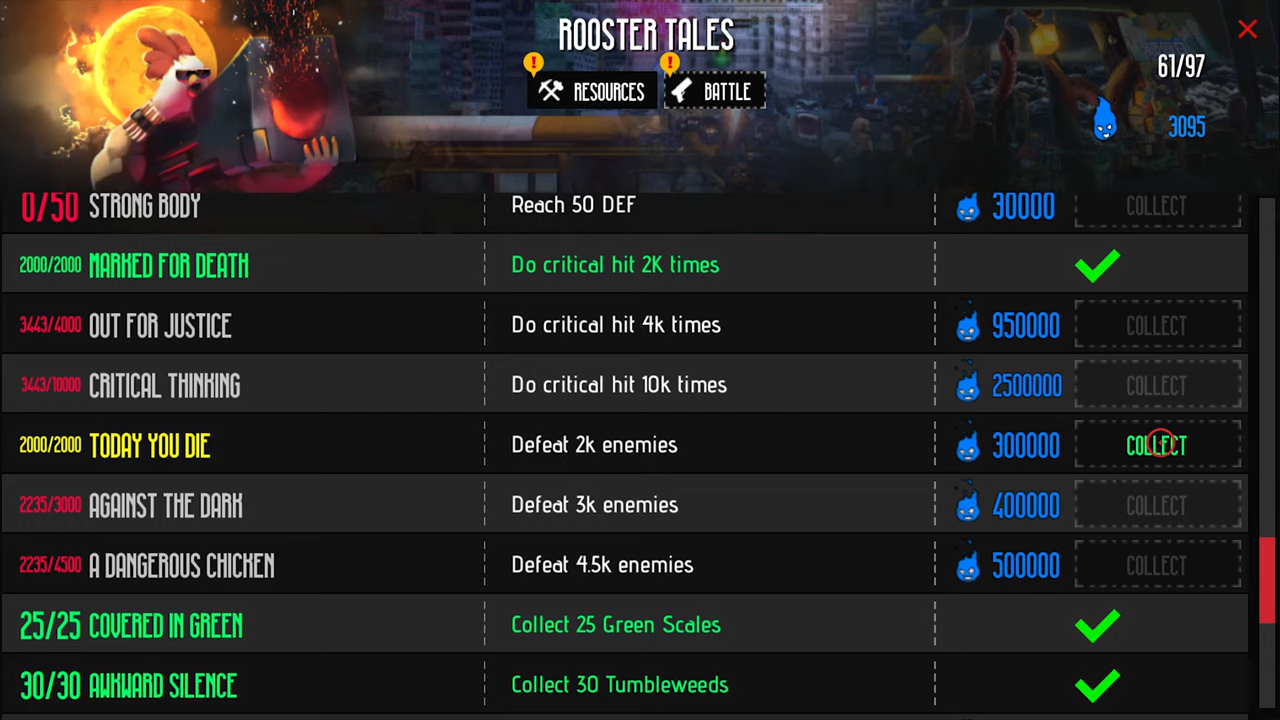 ROOSTER TALES
! RESOURCES ! BATTLE
61/97
3095
0/50 STRONG BODY Reach 50 DEF 30000 COLLECT
2000/2000 MARKED FOR DEATH Do critical hit 2K times
3443/4000 OUT FOR JUSTICE Do critical hit 4k times 950000 COLLECT
3443/10000 CRITICAL THINKING Do critical hit 10k times 2500000 COLLECT
2000/2000 TODAY YOU DIE Defeat 2k enemies 300000 COLLECT
2235/3000 AGAINST THE DARK Defeat 3k enemies 400000 COLLECT
2235/4500 A DANGEROUS CHICKEN Defeat 4.5k enemies 500000 COLLECT
25/25 COVERED IN GREEN Collect 25 Green Scales
30/30 AWKWARD SILENCE Collect 30 Tumbleweeds